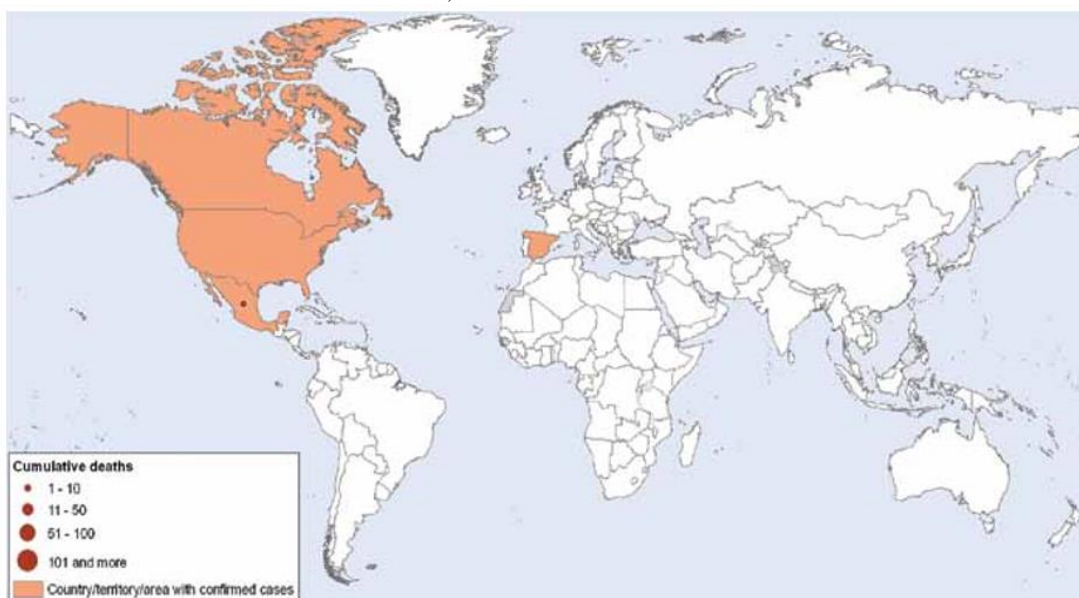 Cumulative deaths
1 - 10
11 - 50
51 - 100
101 and more
Country/territory/area with confirmed cases